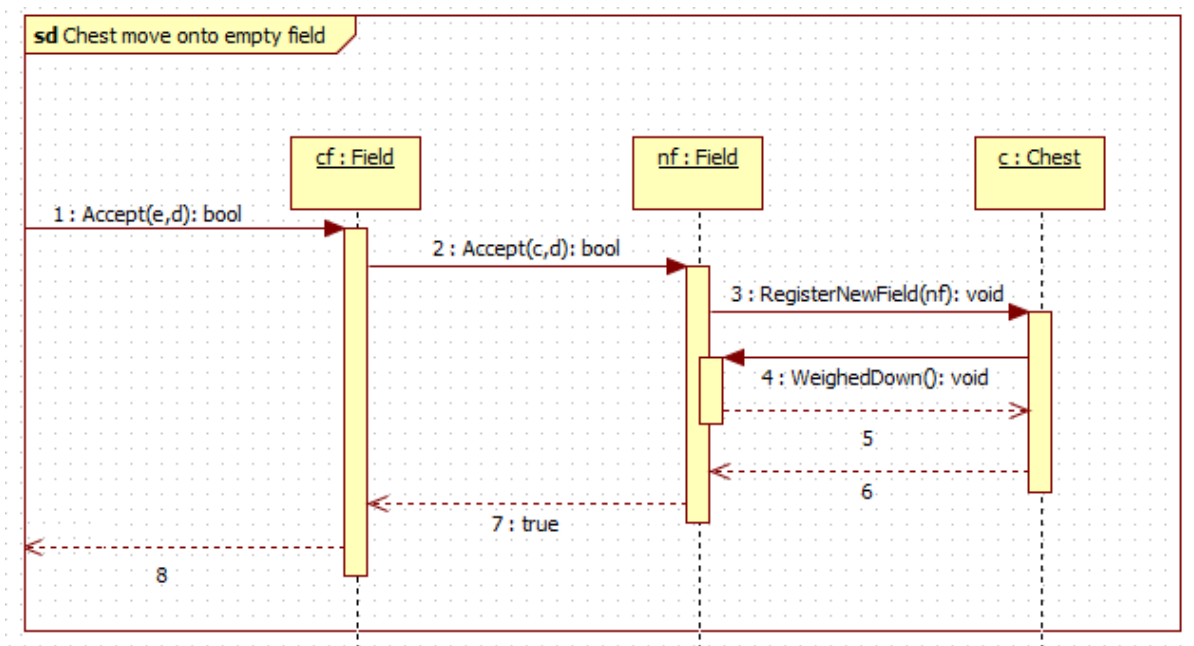 sd Chest move onto empty field
cf : Field
nf : Field
c : Chest
1 : Accept(e,d): bool
2 : Accept(c,d): bool
3 : RegisterNewField(nf): void
4 : WeighedDown(): void
5
6
7 : true
8